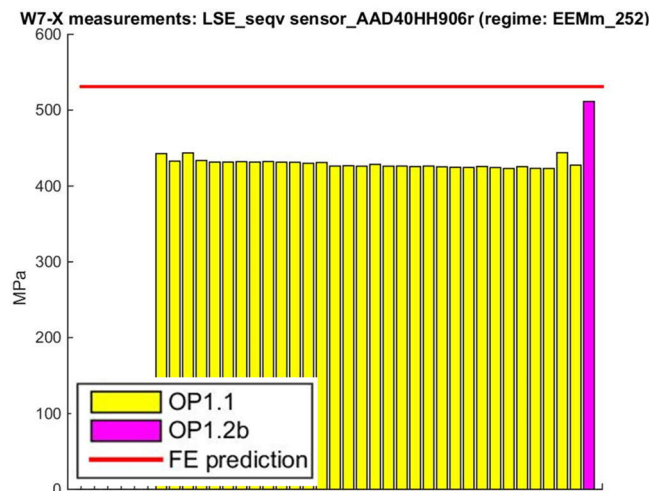 W7-X measurements: LSE_seqv sensor_AAD40HH906r (regime: EEMm_252)
600
500
400
300
200
100
0
MPa
OP1.1
OP1.2b
FE prediction